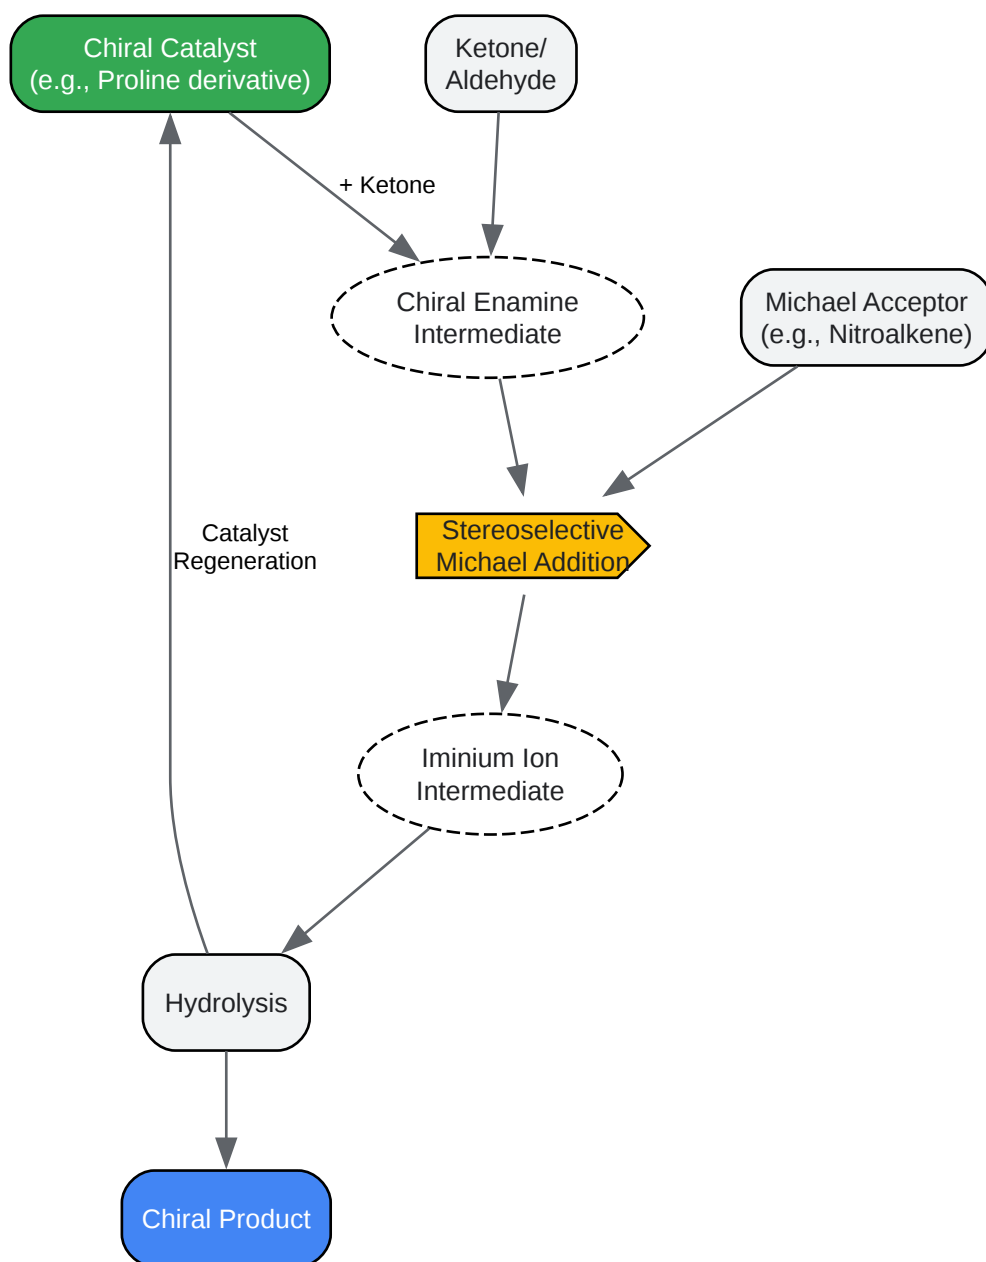 Chiral Catalyst
(e.g., Proline derivative)
Ketone/
Aldehyde
+ Ketone
Chiral Enamine
Intermediate
Michael Acceptor
(e.g., Nitroalkene)
Catalyst
Regeneration
Stereoselective
Michael Addition
Iminium Ion
Intermediate
Hydrolysis
Chiral Product